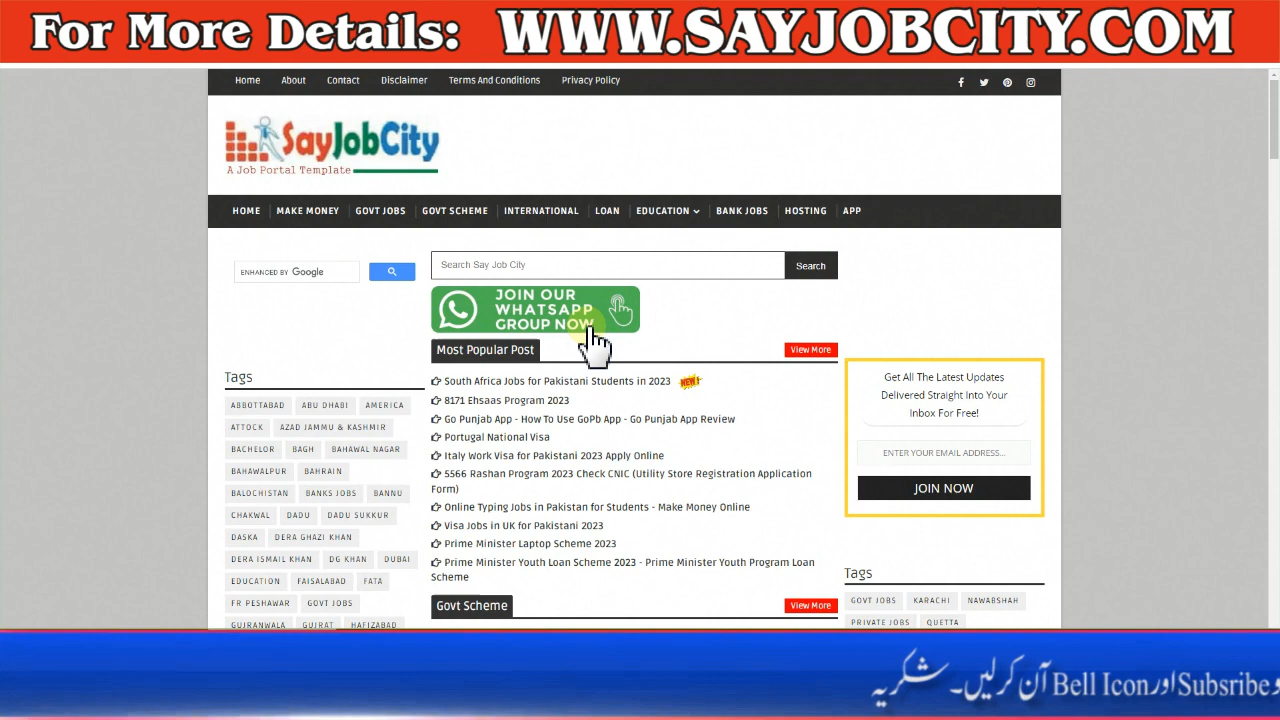 For More Details: WWW.SAYJOBCITY.COM
Home About Contact Disclaimer Terms And Conditions Privacy Policy
SayJobCity
A Job Portal Template
HOME MAKE MONEY GOVT JOBS GOVT SCHEME INTERNATIONAL LOAN EDUCATION BANK JOBS HOSTING APP
ENHANCED BY Google
Search Say Job City Search
JOIN OUR
WHATSAPP
GROUP NOW
Most Popular Post View More
South Africa Jobs for Pakistani Students in 2023 NEW!
8171 Ehsaas Program 2023
Go Punjab App - How To Use GoPb App - Go Punjab App Review
Portugal National Visa
Italy Work Visa for Pakistani 2023 Apply Online
5566 Rashan Program 2023 Check CNIC (Utility Store Registration Application
Form)
Online Typing Jobs in Pakistan for Students - Make Money Online
Visa Jobs in UK for Pakistani 2023
Prime Minister Laptop Scheme 2023
Prime Minister Youth Loan Scheme 2023 - Prime Minister Youth Program Loan
Scheme
Govt Scheme View More
Tags
ABBOTTABAD ABU DHABI AMERICA
ATTOCK AZAD JAMMU & KASHMIR
BACHELOR BAGH BAHAWAL NAGAR
BAHAWALPUR BAHRAIN
BALOCHISTAN BANKS JOBS BANNU
CHAKWAL DADU DADU SUKKUR
DASKA DERA GHAZI KHAN
DERA ISMAIL KHAN DG KHAN DUBAI
EDUCATION FAISALABAD FATA
FR PESHAWAR GOVT JOBS
GUJRANWALA GUJRAT HAFIZABAD
Get All The Latest Updates
Delivered Straight Into Your
Inbox For Free!
ENTER YOUR EMAIL ADDRESS...
JOIN NOW
Tags
GOVT JOBS KARACHI NAWABSHAH
PRIVATE JOBS QUETTA
Subsribe اور Bell Icon آن کرلیں۔ شکریہ